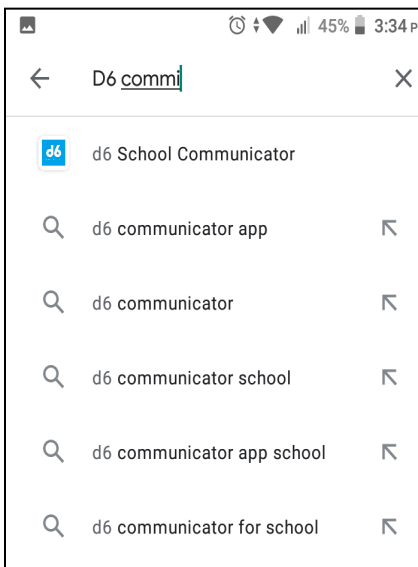 45% 3:34 P
D6 commi
d6 d6 School Communicator
d6 communicator app
d6 communicator
d6 communicator school
d6 communicator app school
d6 communicator for school